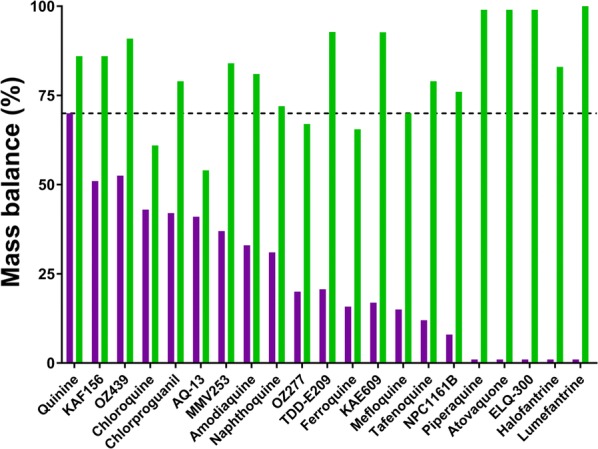 Mass balance (%)
100
75
50
25
0
Quinine
KAF156
OZ439
Chloroquine
Chlorproguanil
AQ-13
MMV253
Amodiaquine
Naphthoquine
OZ277
TDD-E209
Ferroquine
KAE609
Mefloquine
Tafenoquine
NPC1161B
Piperaquine
Atovaquone
ELQ-300
Halofantrine
Lumefantrine